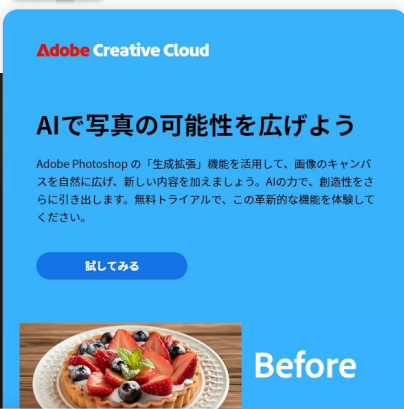 Adobe Creative Cloud
AIで写真の可能性を広げよう
Adobe Photoshop の「生成拡張」機能を活用して、画像のキャンバ
スを自然に広げ、新しい内容を加えましょう。AIの力で、創造性をさ
らに引き出します。無料トライアルで、この革新的な機能を体験して
ください。
試してみる
Before